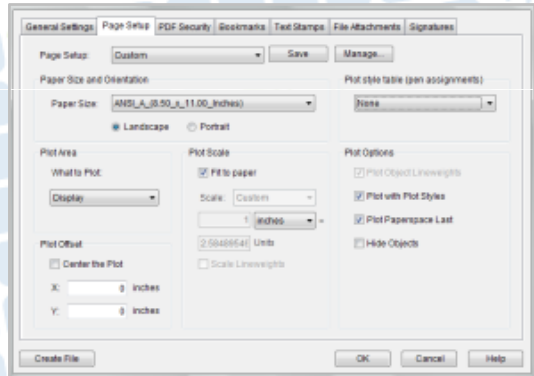 General Settings Page Setup PDF Security Bookmarks Text Stamps File Attachments Signatures
Page Setup: Custom Save Manage...
Paper Size and Orientation
Paper Size: ANSI_A_(8.50_x_11.00_Inches)
Landscape Portrait
Plot style table (pen assignments)
None
Plot Area
What to Plot:
Display
Plot Offset
Center the Plot
X: 0 inches
Y: 0 inches
Plot Scale
Fit to paper
Scale: Custom
1 inches =
Units
Scale Lineweights
Plot Options
Plot Object Lineweights
Plot with Plot Styles
Plot Paperspace Last
Hide Objects
Create File OK Cancel Help